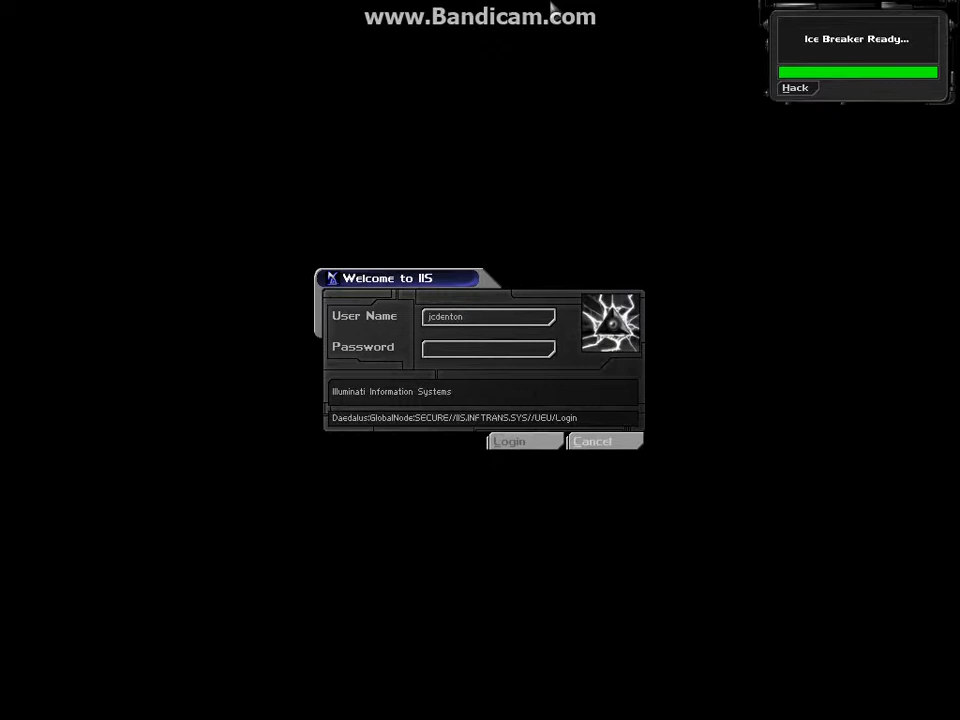 www.Bandicam.com
Ice Breaker Ready...
Hack
Welcome to IIS
User Name
jcdenton
Password
Illuminati Information Systems
Daedalus:GlobalNode:SECURE//IIS.INFTRANS.SYS//UEU/Login
Login
Cancel